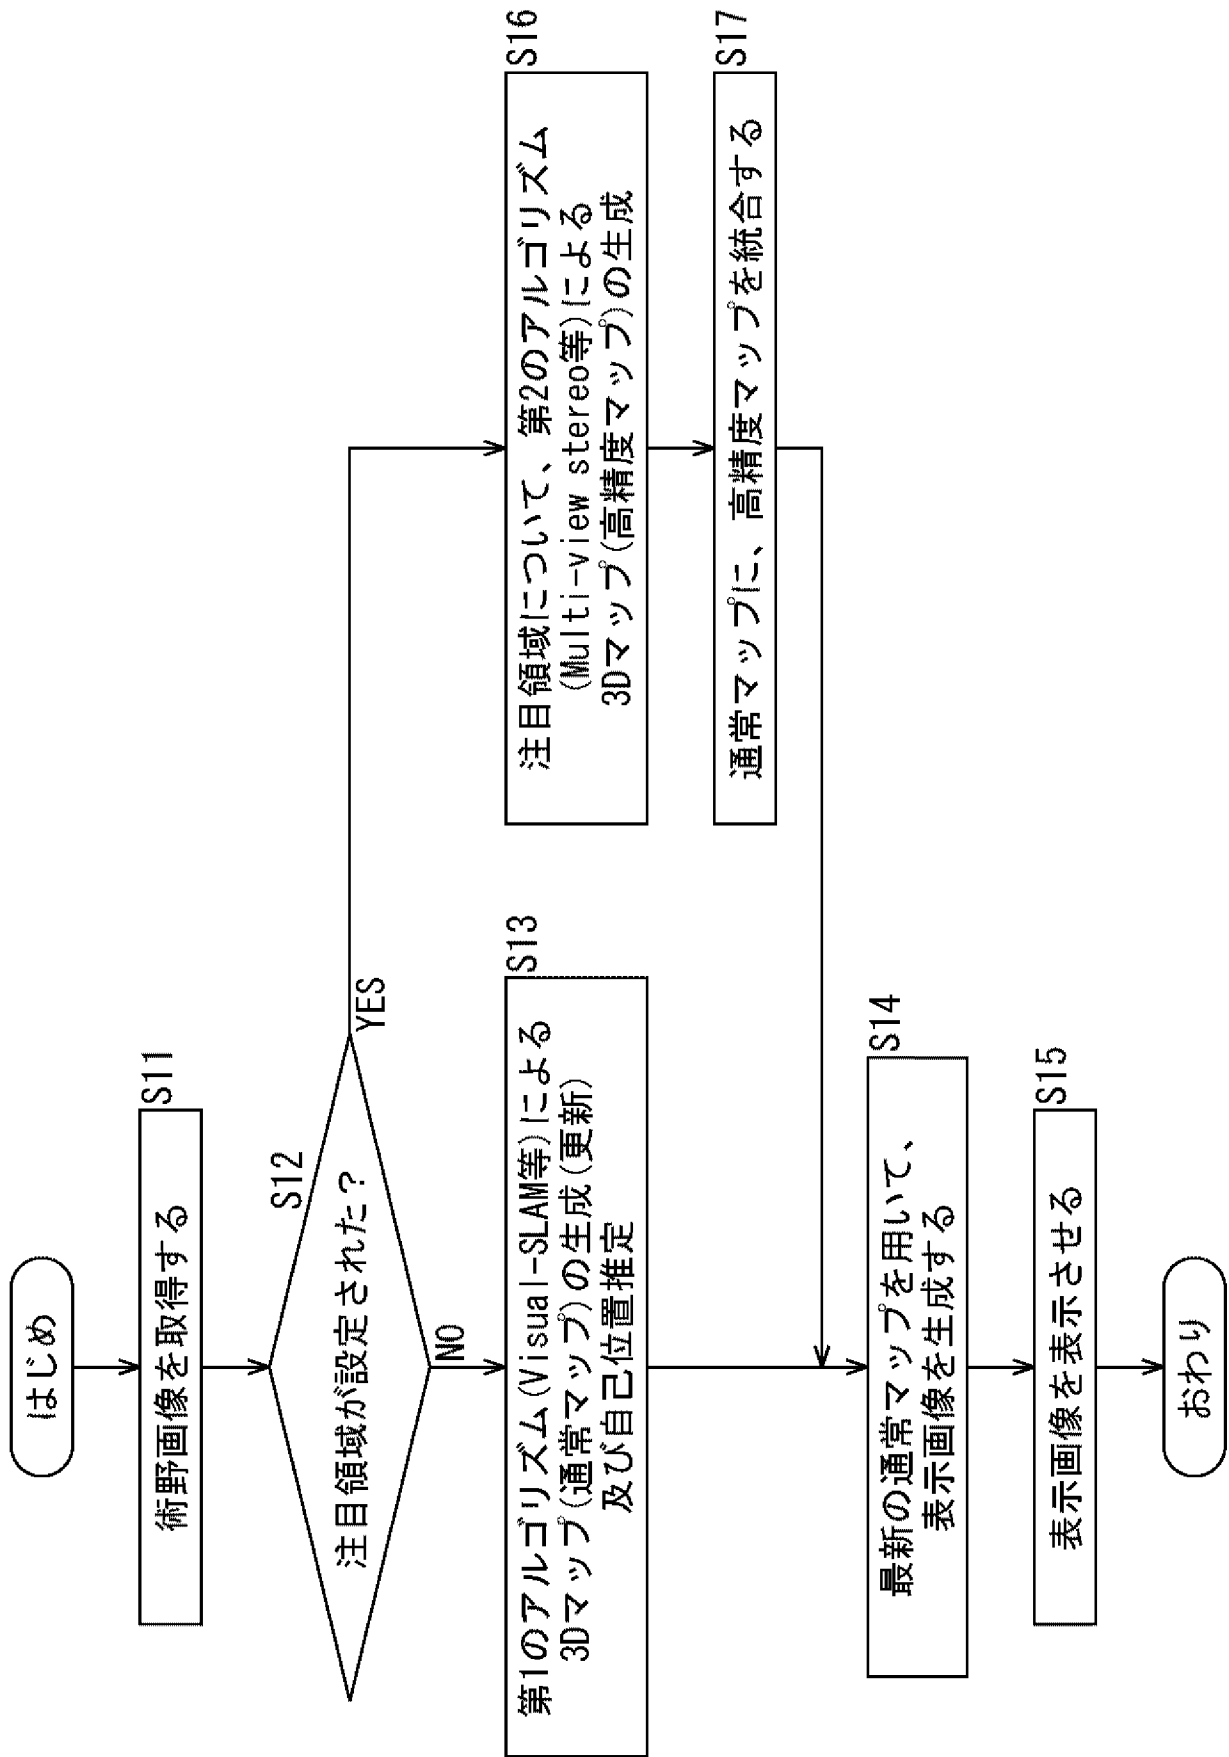 はじめ
S11
術野画像を取得する
S12
注目領域が設定された？
YES
NO
S13
第1のアルゴリズム(Visual-SLAM等)による
3Dマップ(通常マップ)の生成(更新)
及び自己位置推定
S16
注目領域について、第2のアルゴリズム
(Multi-view stereo等)による
3Dマップ(高精度マップ)の生成
S17
通常マップに、高精度マップを統合する
S14
最新の通常マップを用いて、
表示画像を生成する
S15
表示画像を表示させる
おわり